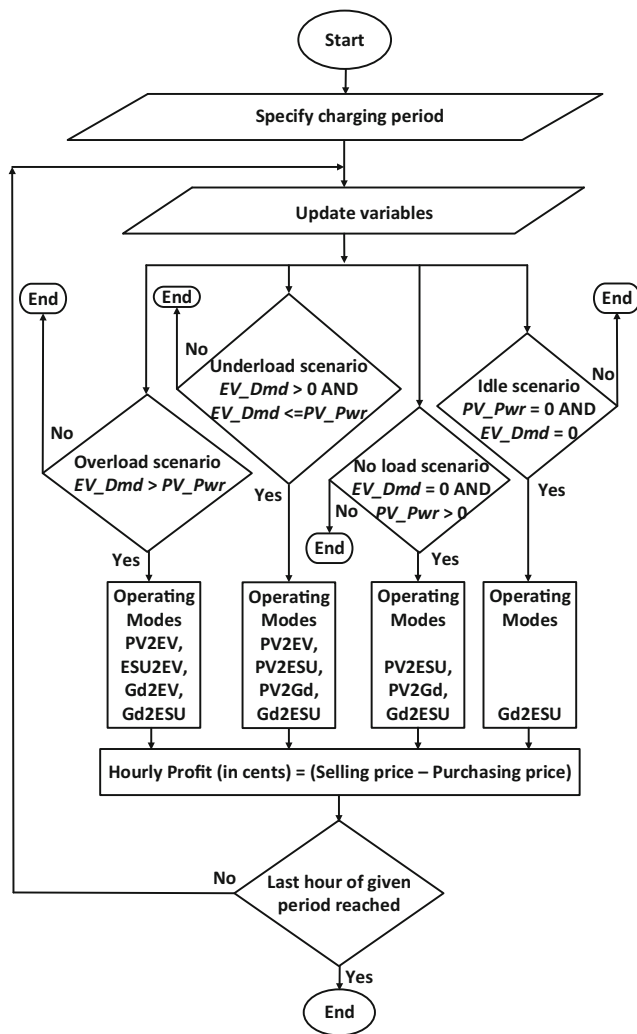 Start
Specify charging period
Update variables
End
No
Overload scenario
EV_Dmd > PV_Pwr
Yes
End
No
Underload scenario
EV_Dmd > 0 AND
EV_Dmd <=PV_Pwr
Yes
No load scenario
EV_Dmd = 0 AND
PV_Pwr > 0
No
End
Yes
End
No
Idle scenario
PV_Pwr = 0 AND
EV_Dmd = 0
Yes
Operating
Modes
PV2EV,
ESU2EV,
Gd2EV,
Gd2ESU
Operating
Modes
PV2EV,
PV2ESU,
PV2Gd,
Gd2ESU
Operating
Modes
PV2ESU,
PV2Gd,
Gd2ESU
Operating
Modes
Gd2ESU
Hourly Profit (in cents) = (Selling price – Purchasing price)
No
Last hour of given
period reached
Yes
End